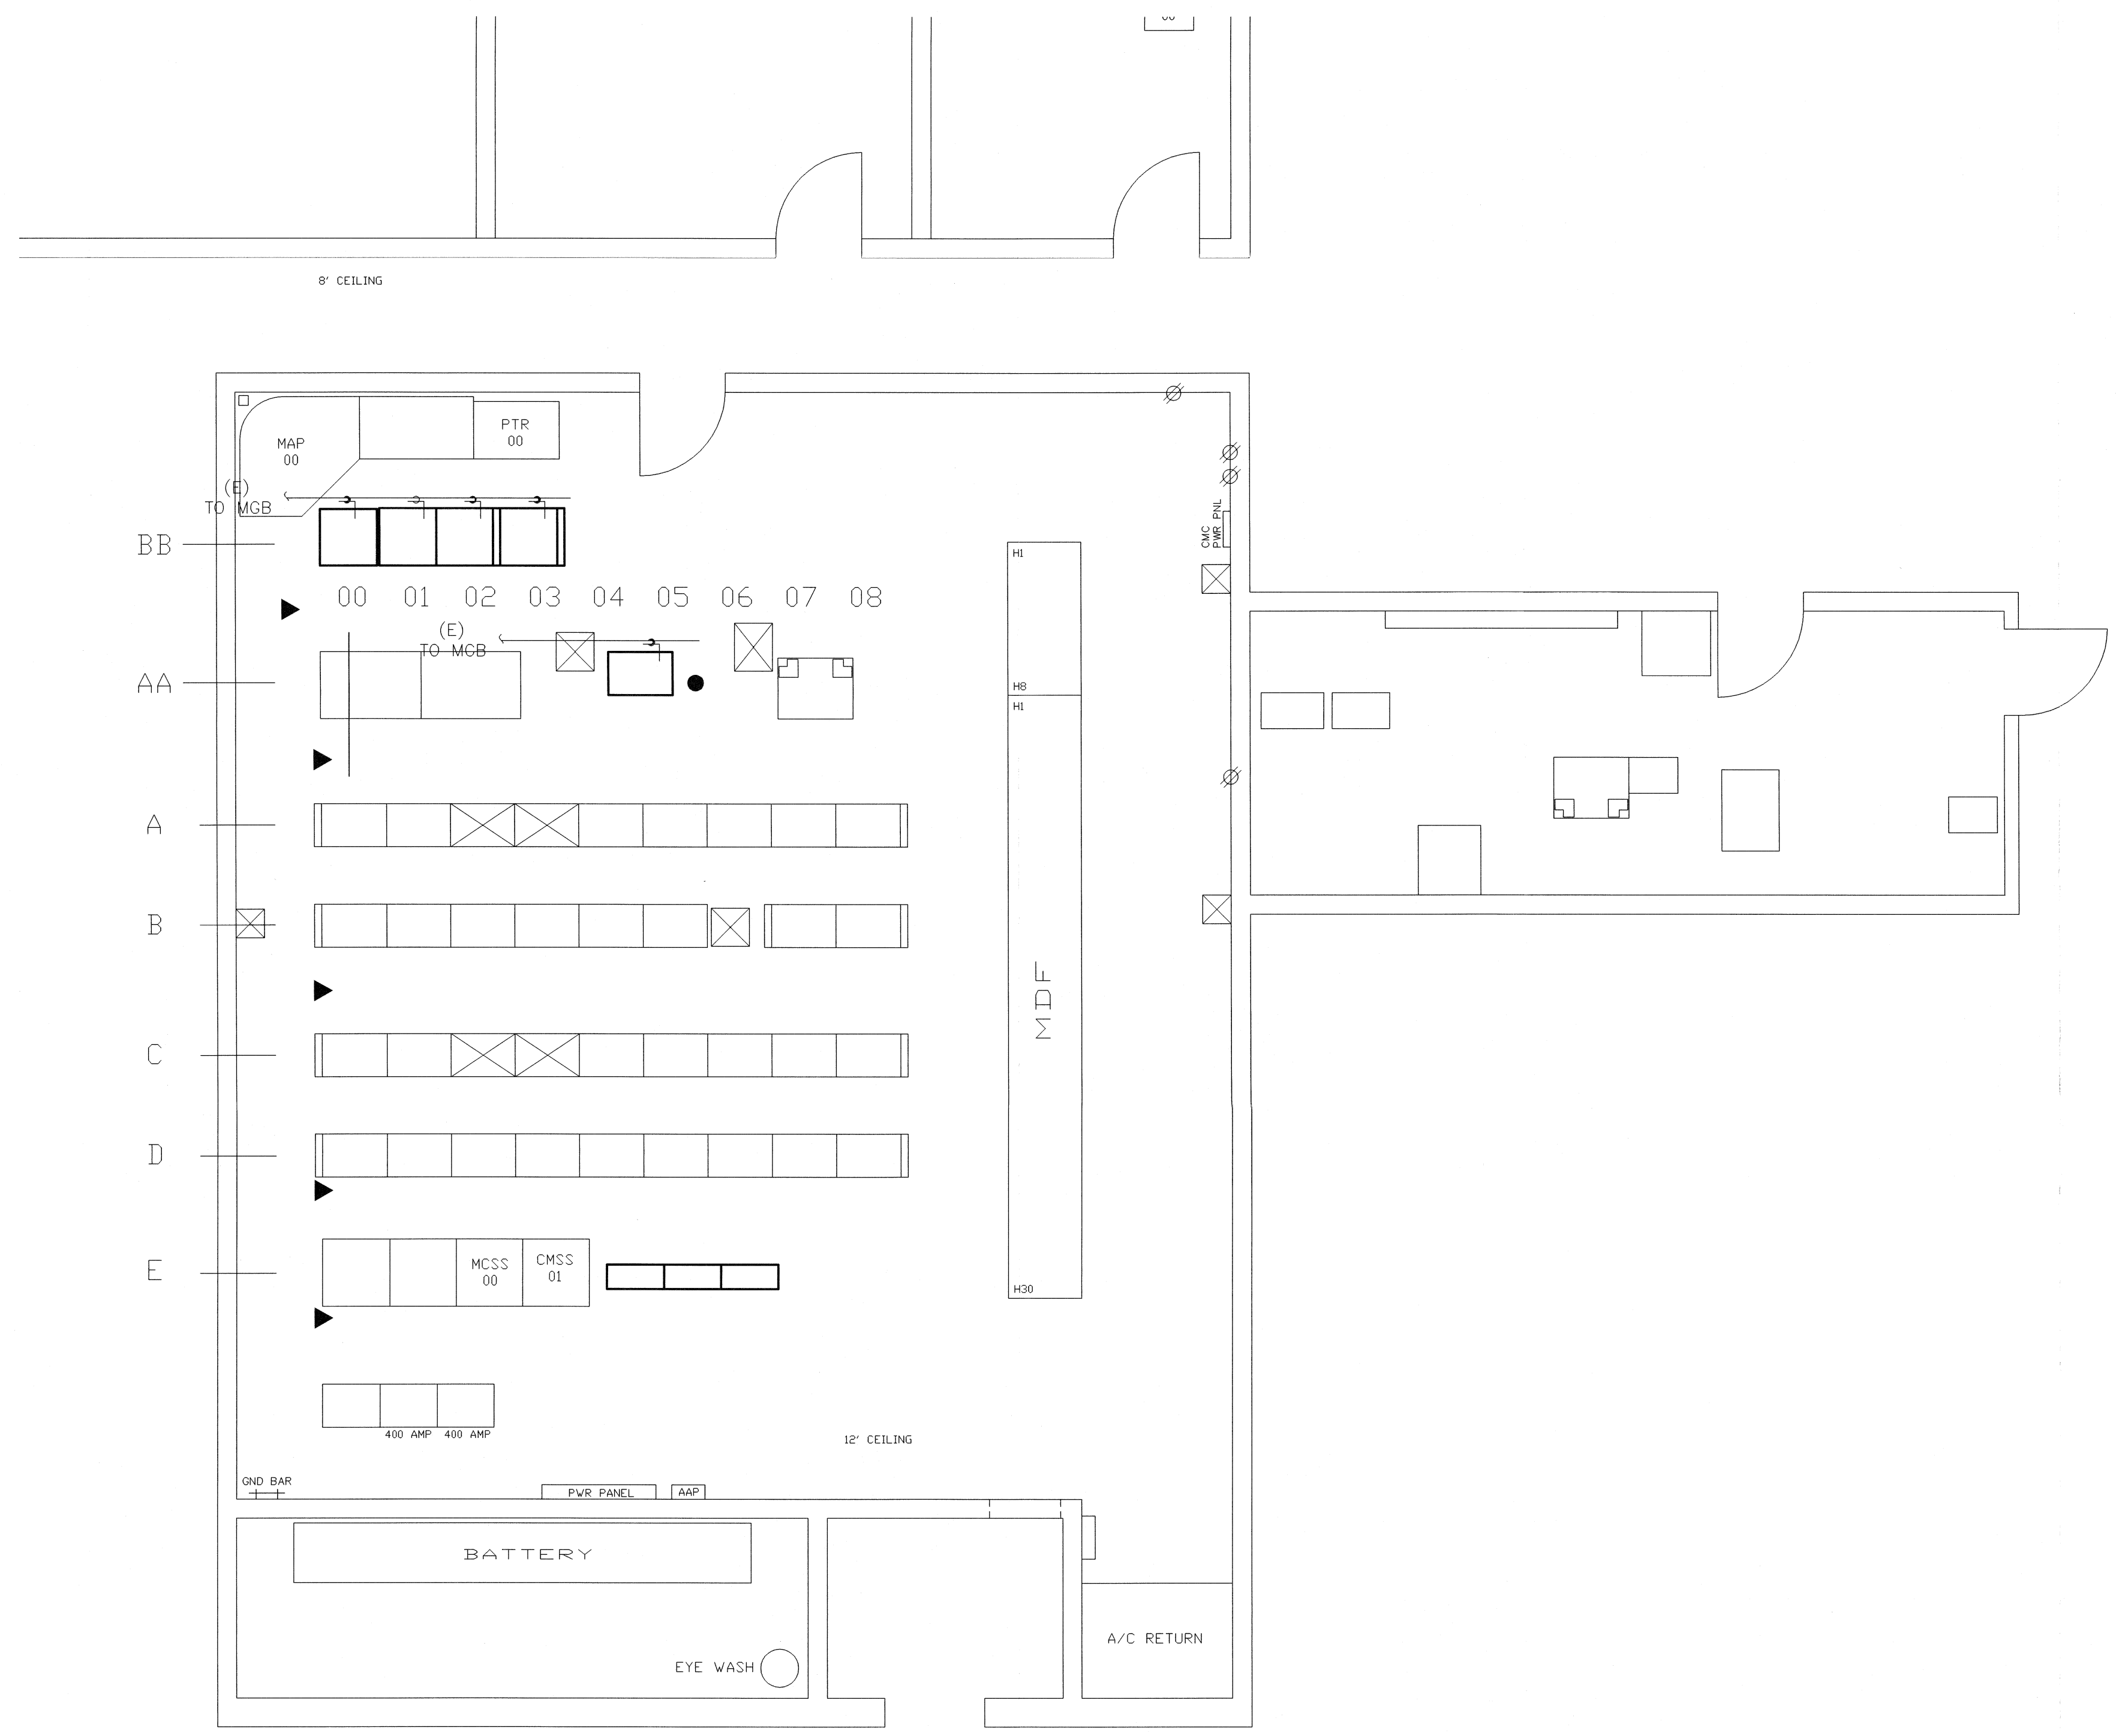 8' CEILING
PTR
00
MAP
00
(E)
TO MGB
CMC
PWR PNL
BB
H1
00 01 02 03 04 05 06 07 08
(E)
TO MGB
AA
H8
H1
A
B
MDF
C
D
E
MCSS
00
CMSS
01
H30
400 AMP 400 AMP
12' CEILING
GND BAR
PWR PANEL
AAP
BATTERY
A/C RETURN
EYE WASH